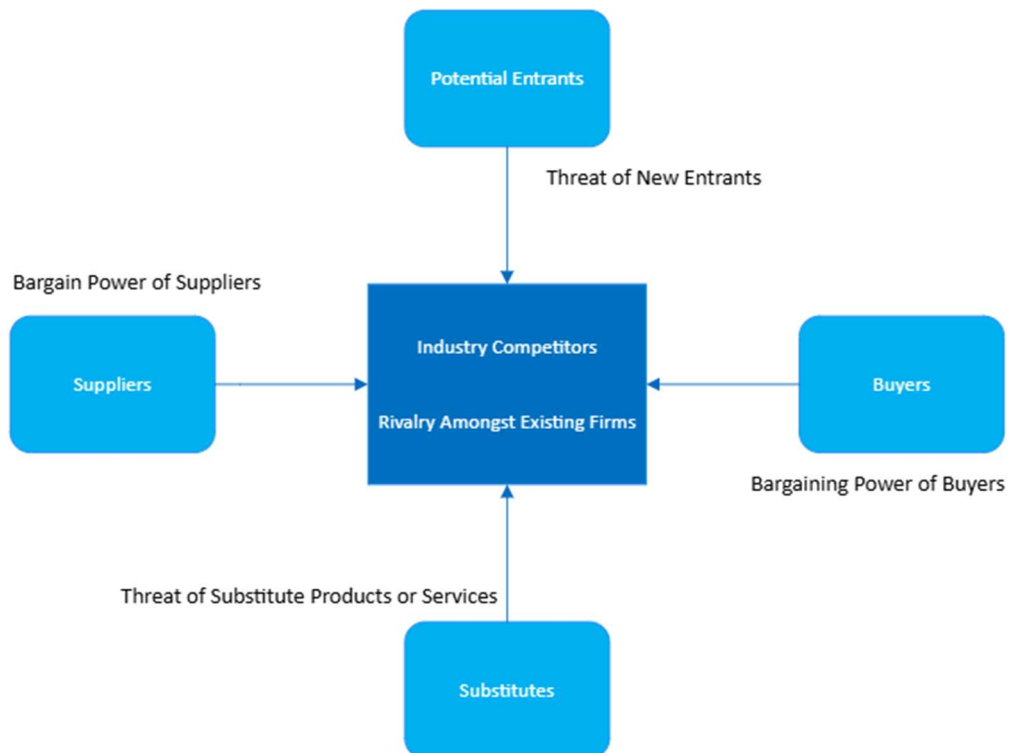 Potential Entrants
Threat of New Entrants
Bargain Power of Suppliers
Suppliers
Industry Competitors
Rivalry Amongst Existing Firms
Buyers
Bargaining Power of Buyers
Threat of Substitute Products or Services
Substitutes